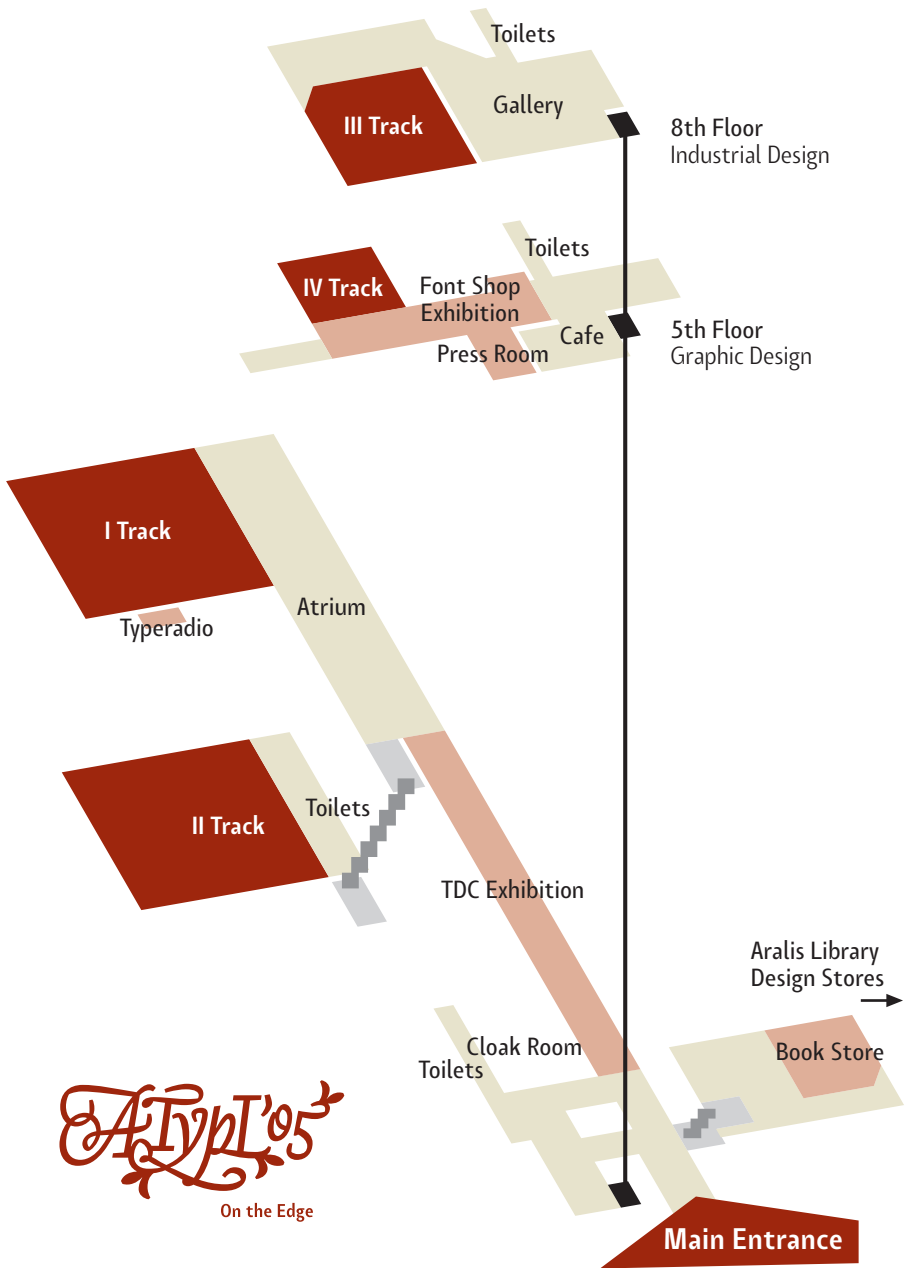 Toilets
Gallery
III Track
8th Floor
Industrial Design
Toilets
IV Track
Font Shop
Exhibition
Cafe
Press Room
5th Floor
Graphic Design
I Track
Atrium
Typeradio
II Track
Toilets
TDC Exhibition
Aralis Library
Design Stores
Cloak Room
Toilets
Book Store
ATypI'05
On the Edge
Main Entrance